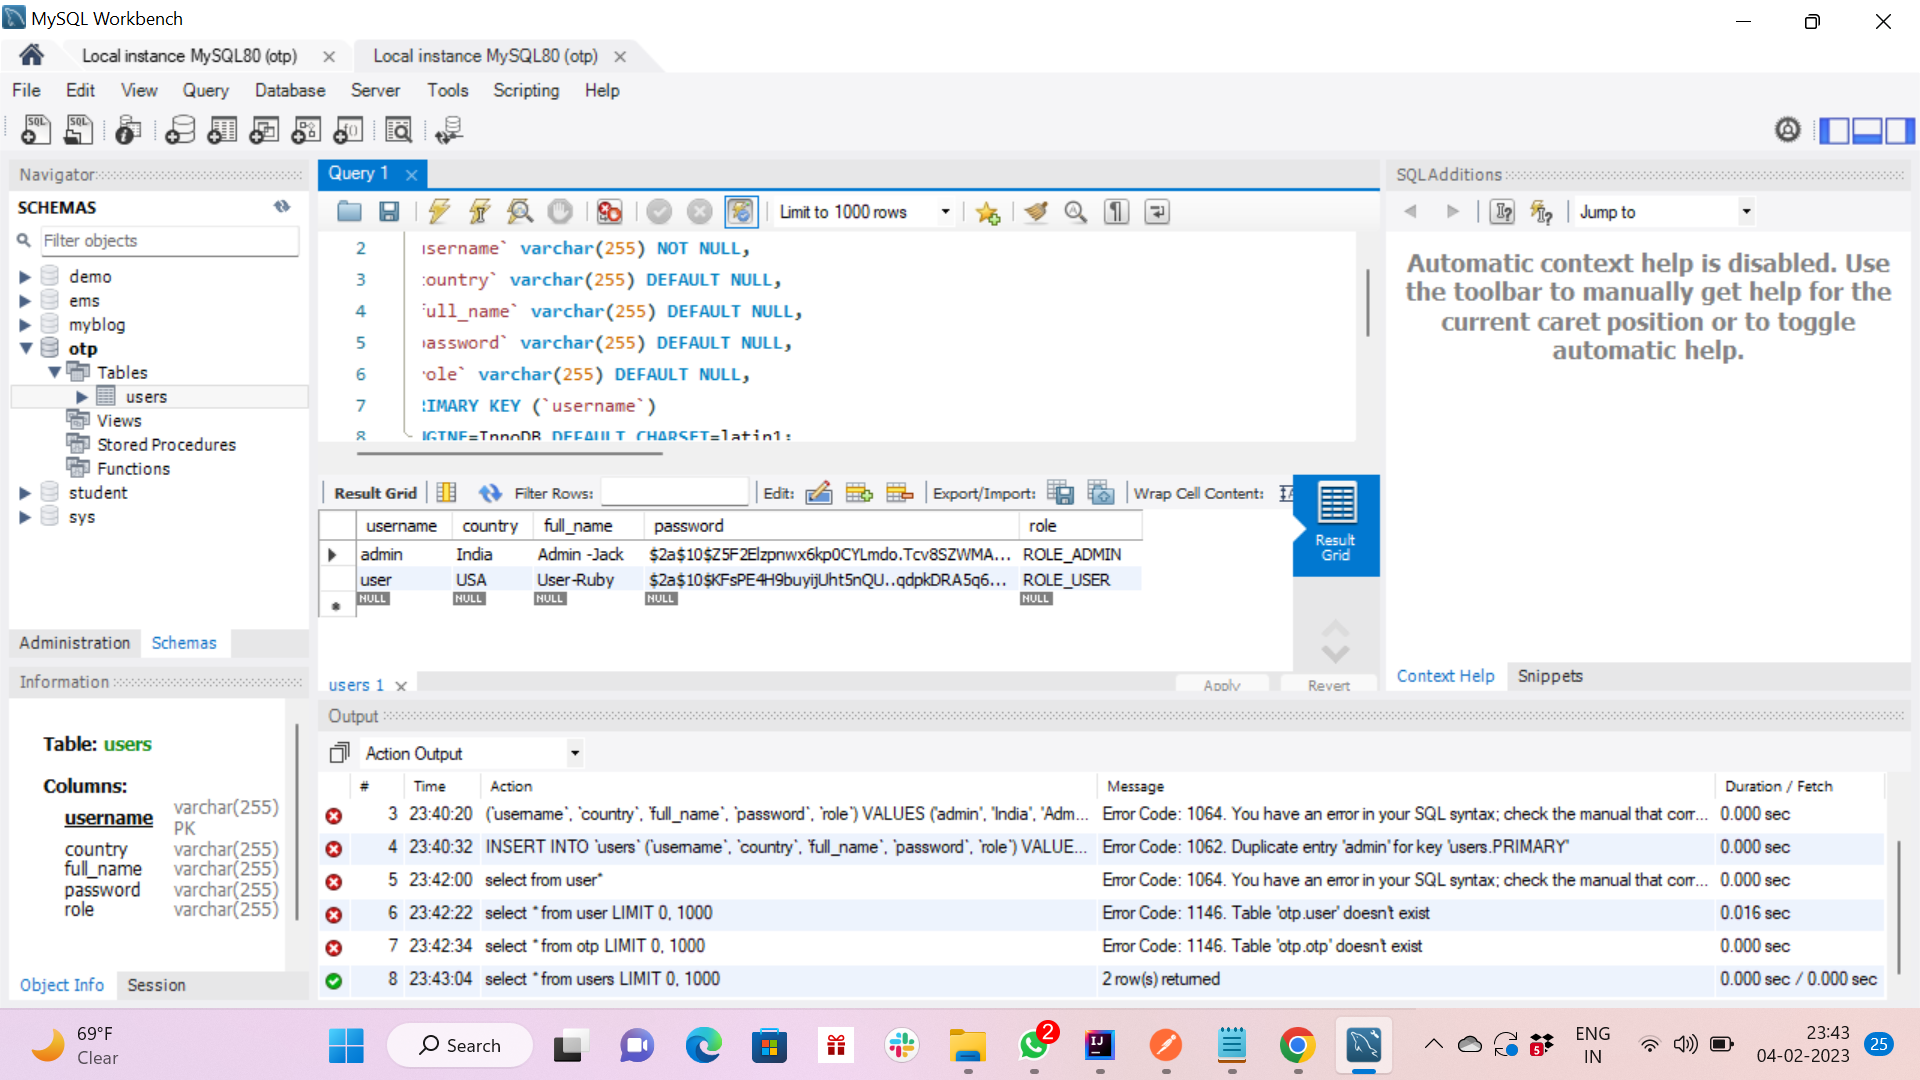 MySQL Workbench
Local instance MySQL80 (otp)
Local instance MySQL80 (otp)
File Edit View Query Database Server Tools Scripting Help
Navigator
SCHEMAS
Filter objects
demo
ems
myblog
otp
Tables
users
Views
Stored Procedures
Functions
student
sys
Administration Schemas
Information
Table: users
Columns:
username varchar(255) PK
country varchar(255)
full_name varchar(255)
password varchar(255)
role varchar(255)
Object Info Session
Query 1
Limit to 1000 rows
2 sername` varchar(255) NOT NULL,
3 ountry` varchar(255) DEFAULT NULL,
4 ull_name` varchar(255) DEFAULT NULL,
5 assword` varchar(255) DEFAULT NULL,
6 ole` varchar(255) DEFAULT NULL,
7 IMARY KEY (`username`)
8 GINE=InnoDB DEFAULT CHARSET=latin1;
Result Grid Filter Rows: Edit: Export/Import: Wrap Cell Content:
username country full_name password role
admin India Admin -Jack $2a$10$Z5F2Elzpnwx6kp0CYLmdo.Tcv8SZWMA... ROLE_ADMIN
user USA User-Ruby $2a$10$KFsPE4H9buyijUht5nQU..qdpkDRA5q6... ROLE_USER
NULL NULL NULL NULL NULL
Result Grid
users 1
Apply Revert
SQLAdditions
Jump to
Automatic context help is disabled. Use
the toolbar to manually get help for the
current caret position or to toggle
automatic help.
Context Help Snippets
Output
Action Output
# Time Action Message Duration / Fetch
3 23:40:20 (`username`, `country`, `full_name`, `password`, `role`) VALUES ('admin', 'India', 'Adm... Error Code: 1064. You have an error in your SQL syntax; check the manual that corr... 0.000 sec
4 23:40:32 INSERT INTO `users` (`username`, `country`, `full_name`, `password`, `role`) VALUE... Error Code: 1062. Duplicate entry 'admin' for key 'users.PRIMARY' 0.000 sec
5 23:42:00 select from user* Error Code: 1064. You have an error in your SQL syntax; check the manual that corr... 0.000 sec
6 23:42:22 select * from user LIMIT 0, 1000 Error Code: 1146. Table 'otp.user' doesn't exist 0.016 sec
7 23:42:34 select * from otp LIMIT 0, 1000 Error Code: 1146. Table 'otp.otp' doesn't exist 0.000 sec
8 23:43:04 select * from users LIMIT 0, 1000 2 row(s) returned 0.000 sec / 0.000 sec
69°F
Clear
Search
2
5
ENG
IN
23:43
04-02-2023
25